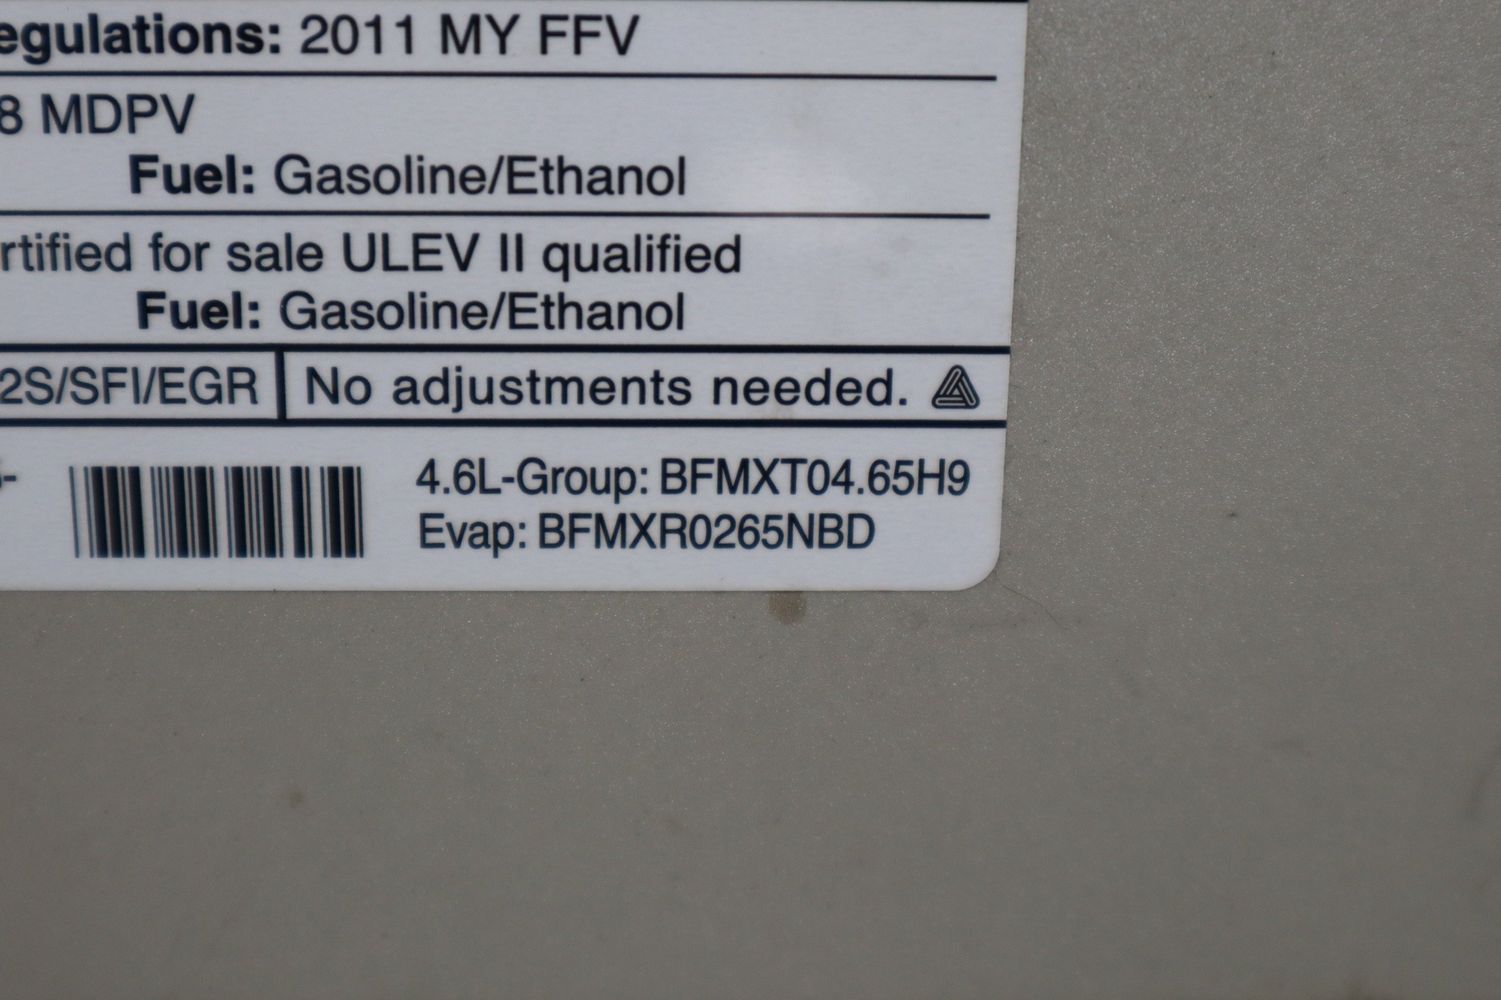 egulations: 2011 MY FFV
8 MDPV
Fuel: Gasoline/Ethanol
rtified for sale ULEV II qualified
Fuel: Gasoline/Ethanol
2S/SFI/EGR No adjustments needed.
4.6L-Group: BFMXT04.65H9
Evap: BFMXR0265NBD